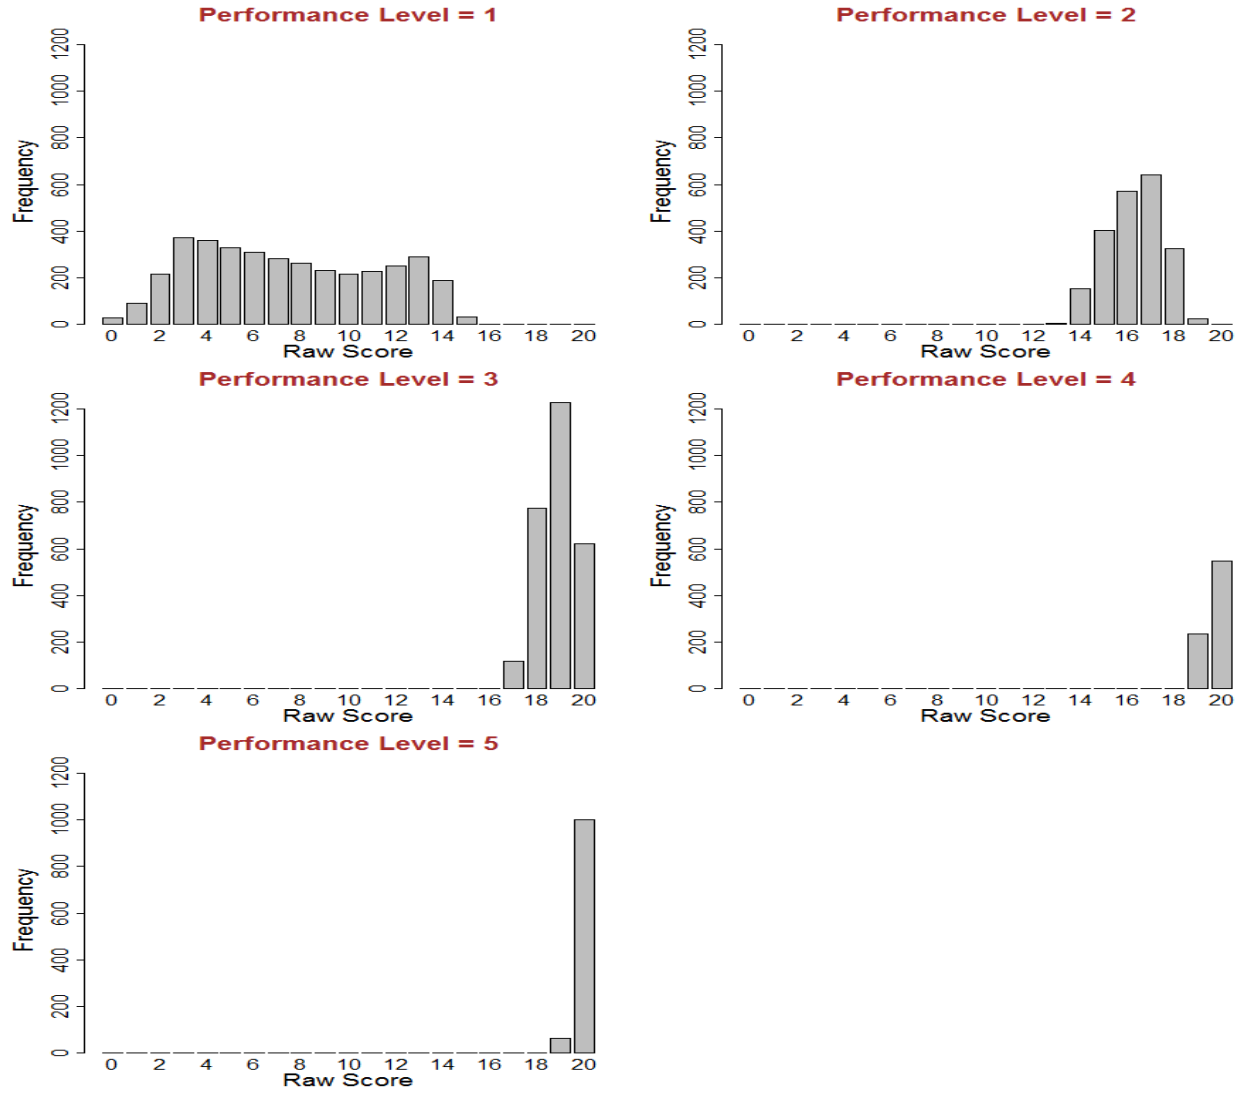 Performance Level = 1
Frequency
0 200 400 600 800 1000 1200
0 2 4 6 8 10 12 14 16 18 20
Raw Score
Performance Level = 2
Frequency
0 200 400 600 800 1000 1200
0 2 4 6 8 10 12 14 16 18 20
Raw Score
Performance Level = 3
Frequency
0 200 400 600 800 1000 1200
0 2 4 6 8 10 12 14 16 18 20
Raw Score
Performance Level = 4
Frequency
0 200 400 600 800 1000 1200
0 2 4 6 8 10 12 14 16 18 20
Raw Score
Performance Level = 5
Frequency
0 200 400 600 800 1000 1200
0 2 4 6 8 10 12 14 16 18 20
Raw Score